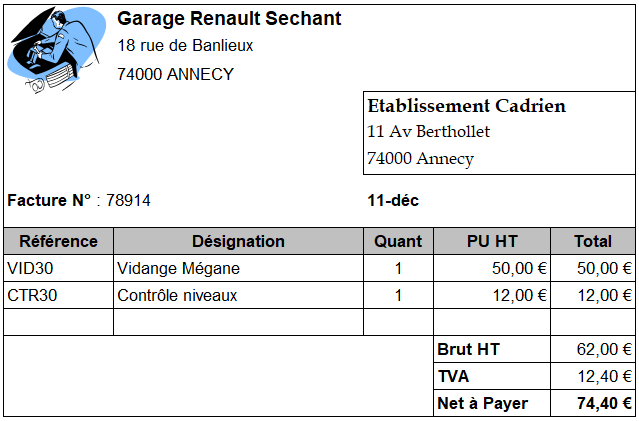 Garage Renault Sechant
18 rue de Banlieux
74000 ANNECY
Etablissement Cadrien
11 Av Berthollet
74000 Annecy
Facture N° : 78914 11-déc
Référence Désignation Quant PU HT Total
VID30 Vidange Mégane 1 50,00 € 50,00 €
CTR30 Contrôle niveaux 1 12,00 € 12,00 €
Brut HT 62,00 €
TVA 12,40 €
Net à Payer 74,40 €